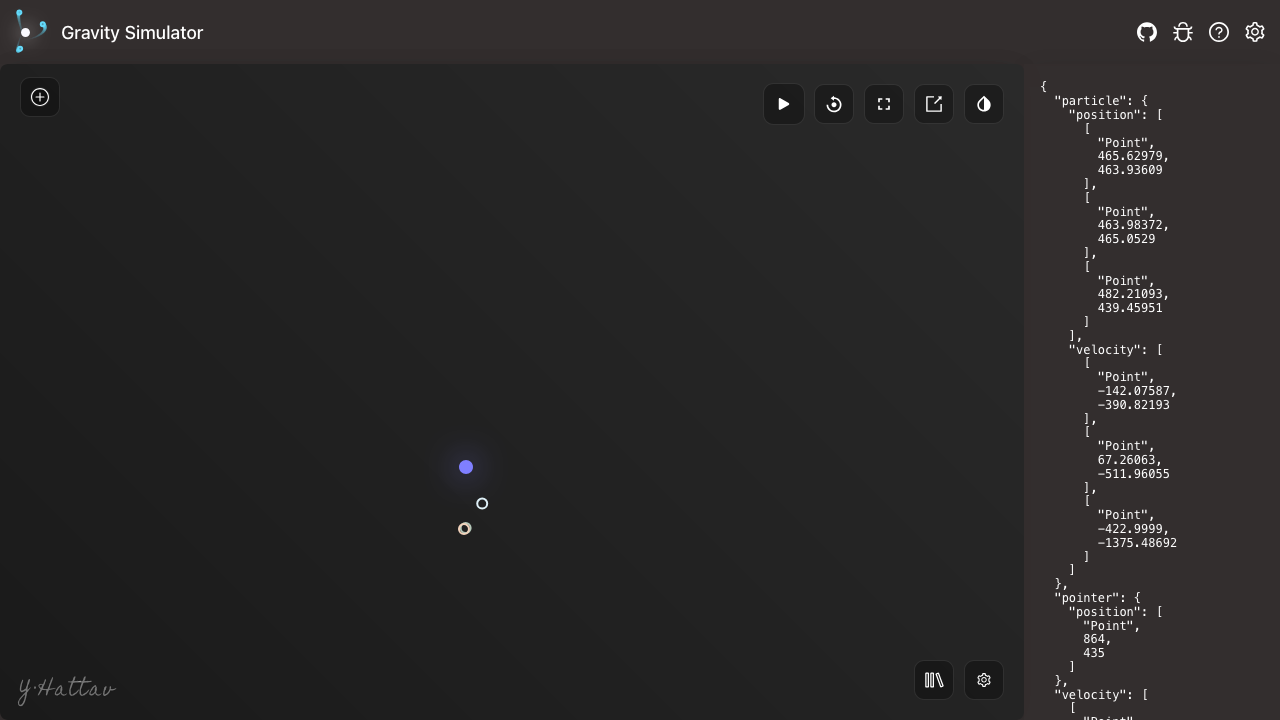 Gravity Simulator
{
"particle": {
"position": [
[
"Point",
465.62979,
463.93609
],
[
"Point",
463.98372,
465.0529
],
[
"Point",
482.21093,
439.45951
]
],
"velocity": [
[
"Point",
-142.07587,
-390.82193
],
[
"Point",
67.26063,
-511.96055
],
[
"Point",
-422.9999,
-1375.48692
]
]
},
"pointer": {
"position": [
"Point",
864,
435
]
},
"velocity": [
[
"Point",
Y·Hattav